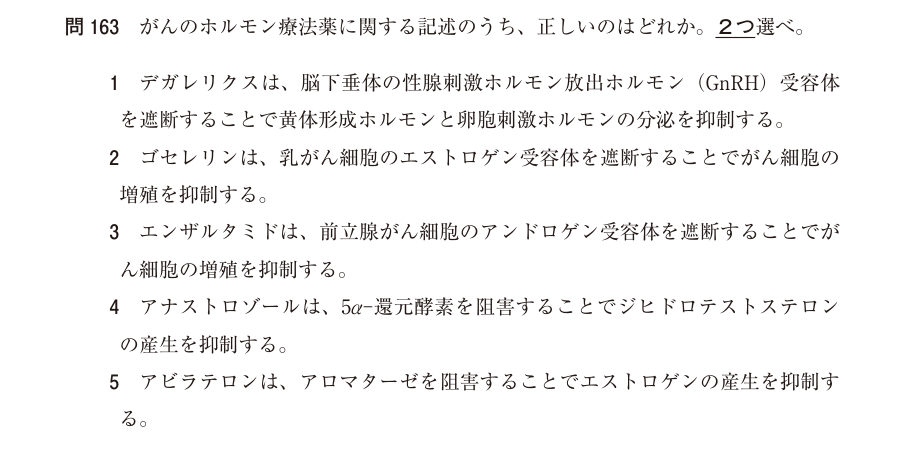 問 163 がんのホルモン療法薬に関する記述のうち、正しいのはどれか。２つ選べ。
1 デガレリクスは、脳下垂体の性腺刺激ホルモン放出ホルモン（GnRH）受容体
を遮断することで黄体形成ホルモンと卵胞刺激ホルモンの分泌を抑制する。
2 ゴセレリンは、乳がん細胞のエストロゲン受容体を遮断することでがん細胞の
増殖を抑制する。
3 エンザルタミドは、前立腺がん細胞のアンドロゲン受容体を遮断することでが
ん細胞の増殖を抑制する。
4 アナストロゾールは、5α-還元酵素を阻害することでジヒドロテストステロン
の産生を抑制する。
5 アビラテロンは、アロマターゼを阻害することでエストロゲンの産生を抑制す
る。